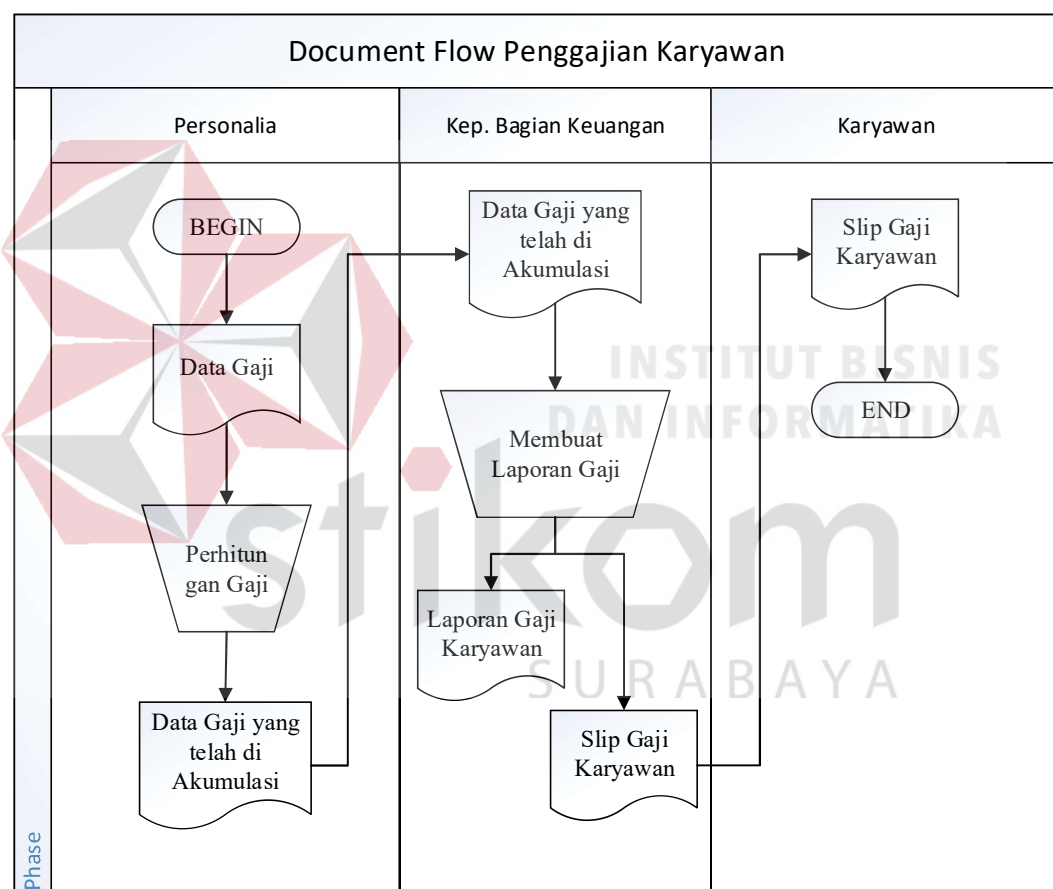 Document Flow Penggajian Karyawan
Personalia
Kep. Bagian Keuangan
Karyawan
BEGIN
Data Gaji
Perhitun
gan Gaji
Data Gaji yang
telah di
Akumulasi
Data Gaji yang
telah di
Akumulasi
Membuat
Laporan Gaji
Laporan Gaji
Karyawan
Slip Gaji
Karyawan
Slip Gaji
Karyawan
END
Phase
INSTITUT BISNIS
DAN INFORMATIKA
stikom
SURABAYA